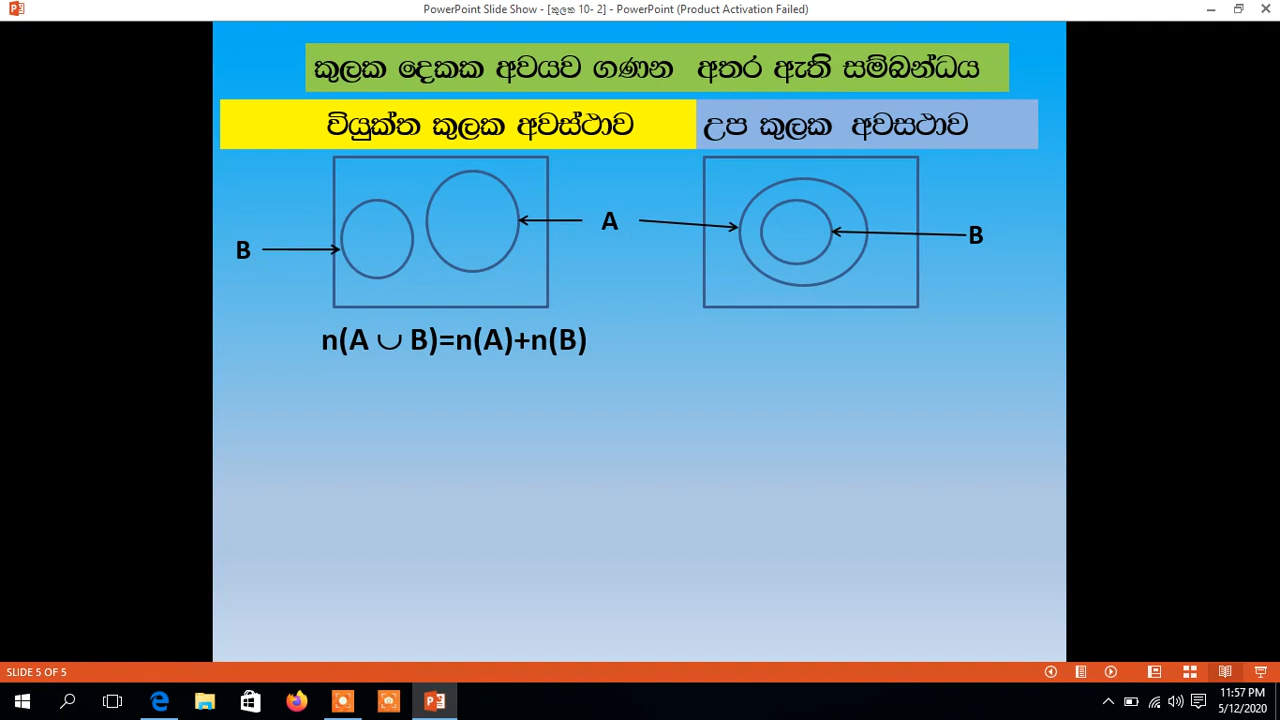 PowerPoint Slide Show - [කුලක 10- 2] - PowerPoint (Product Activation Failed)
කුලක දෙකක අවයව ගණන අතර ඇති සම්බන්ධය
වියුක්ත කුලක අවස්ථාව
උප කුලක අවසථාව
A
B
B
n(A ∪ B)=n(A)+n(B)
SLIDE 5 OF 5
11:57 PM
5/12/2020